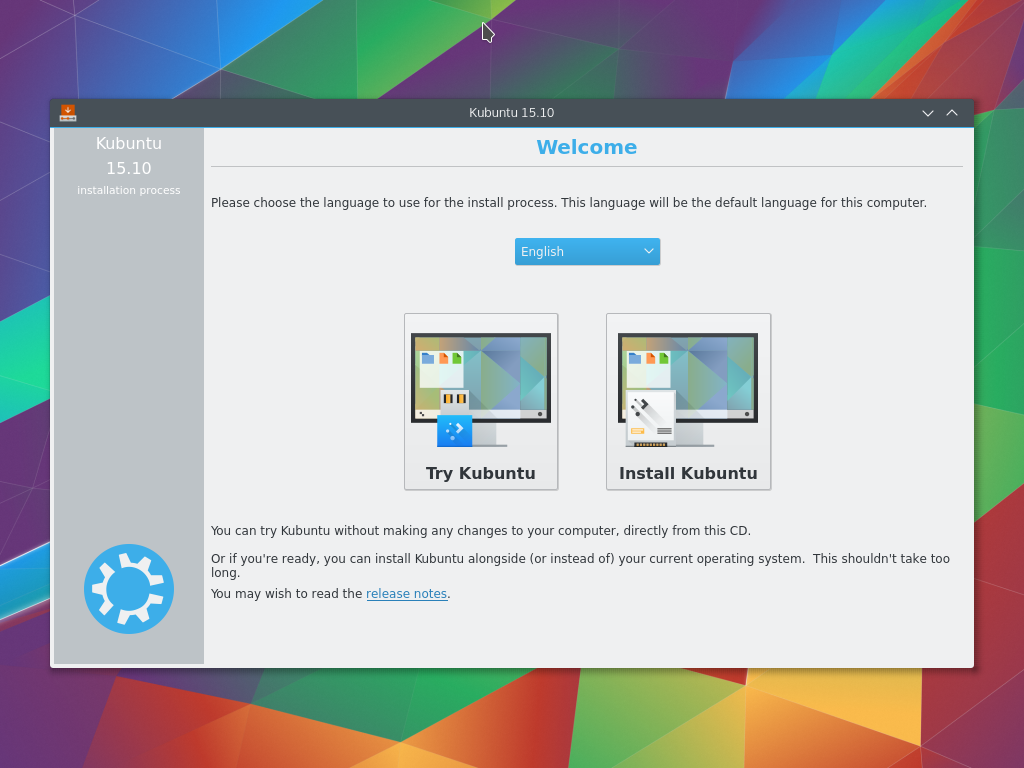 Kubuntu 15.10
Kubuntu
15.10
installation process
Welcome
Please choose the language to use for the install process. This language will be the default language for this computer.
English
Try Kubuntu
Install Kubuntu
You can try Kubuntu without making any changes to your computer, directly from this CD.
Or if you're ready, you can install Kubuntu alongside (or instead of) your current operating system.  This shouldn't take too
long.
You may wish to read the release notes.